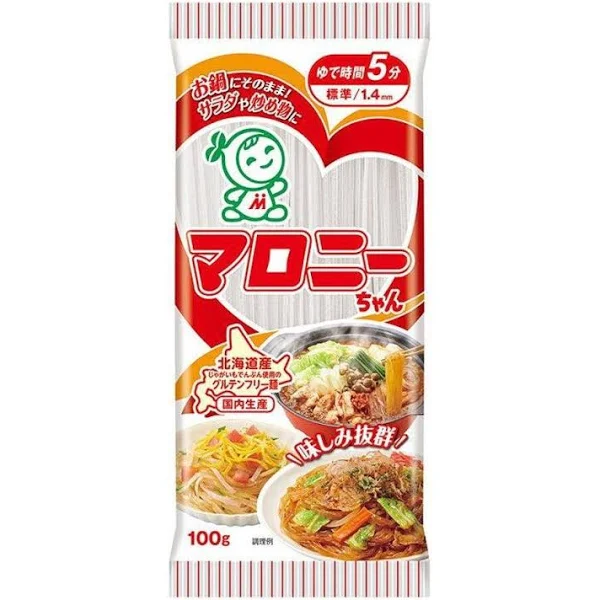 お鍋にそのまま!
サラダや炒め物に
ゆで時間5分
標準/1.4mm
M
マロニー
ちゃん
北海道産
じゃがいもでんぷん使用の
グルテンフリー麺
国内生産
味しみ抜群!
100g
調理例